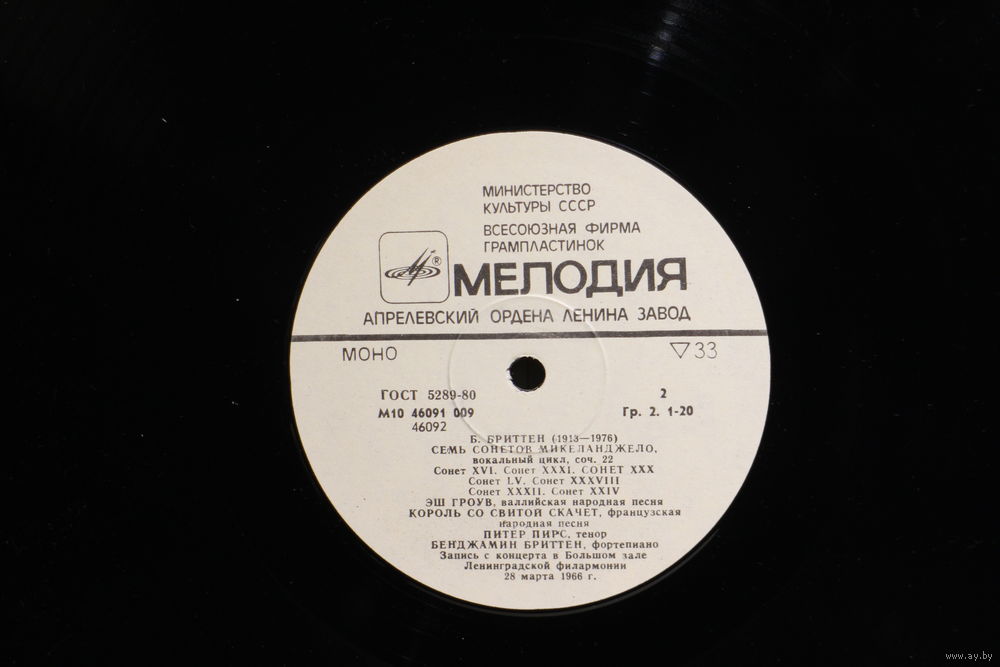 МИНИСТЕРСТВО
КУЛЬТУРЫ СССР
ВСЕСОЮЗНАЯ ФИРМА
ГРАМПЛАСТИНОК
®
МЕЛОДИЯ
АПРЕЛЕВСКИЙ ОРДЕНА ЛЕНИНА ЗАВОД
МОНО ▽33
ГОСТ 5289-80 2
М10 46091 009 Гр. 2. 1-20
46092
Б. БРИТТЕН (1913—1976)
СЕМЬ СОНЕТОВ МИКЕЛАНДЖЕЛО,
вокальный цикл, соч. 22
Сонет XVI. Сонет XXXI. СОНЕТ XXX
Сонет LV. Сонет XXXVIII
Сонет XXXII. Сонет XXIV
ЭШ ГРОУВ, валлийская народная песня
КОРОЛЬ СО СВИТОЙ СКАЧЕТ, французская
народная песня
ПИТЕР ПИРС, тенор
БЕНДЖАМИН БРИТТЕН, фортепиано
Запись с концерта в Большом зале
Ленинградской филармонии
28 марта 1966 г.
www.ay.by